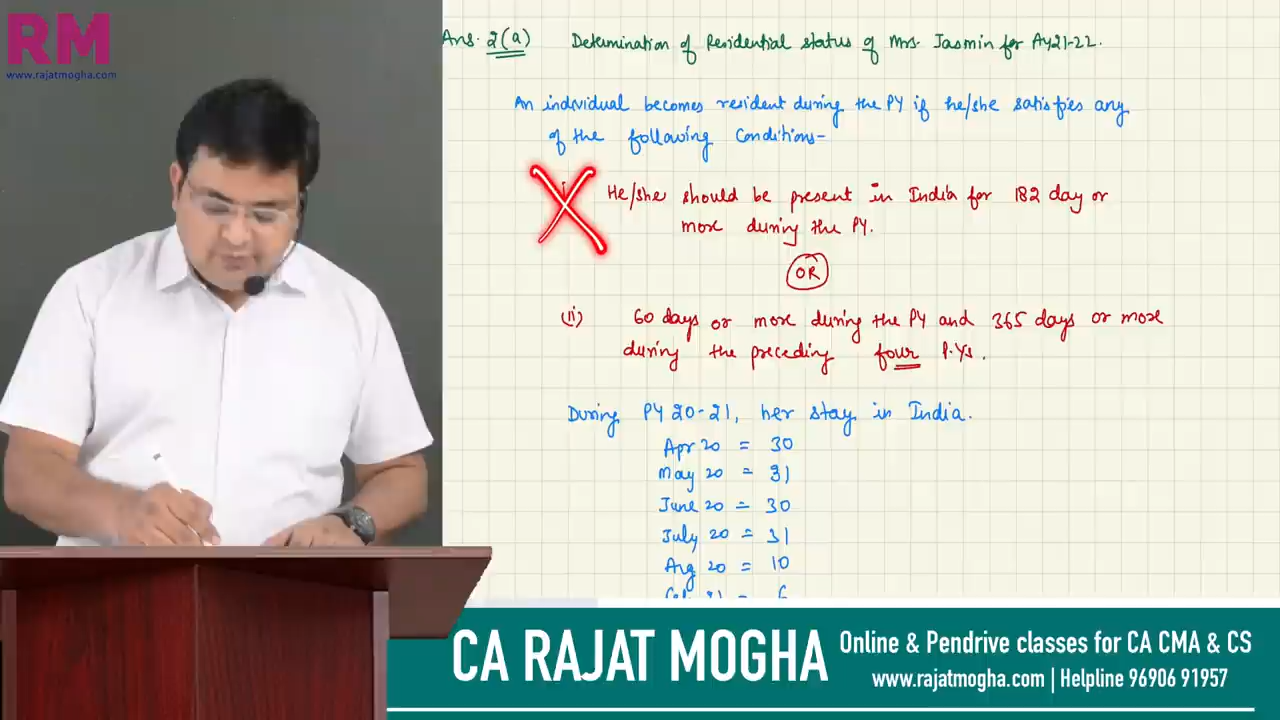 RM
www.rajatmogha.com
Ans. 2(a) Determination of Residential status of Mrs. Jasmin for AY21-22.
An individual becomes resident during the PY if he/she satisfies any
of the following Conditions-
He/she should be present in India for 182 day or
more during the PY.
OR
(ii) 60 days or more during the PY and 365 days or more
during the preceding four P.Ys.
During PY 20-21, her stay in India.
Apr 20 = 30
May 20 = 31
June 20 = 30
July 20 = 31
Aug 20 = 10
21 = 6
CA RAJAT MOGHA
Online & Pendrive classes for CA CMA & CS
www.rajatmogha.com | Helpline 96906 91957